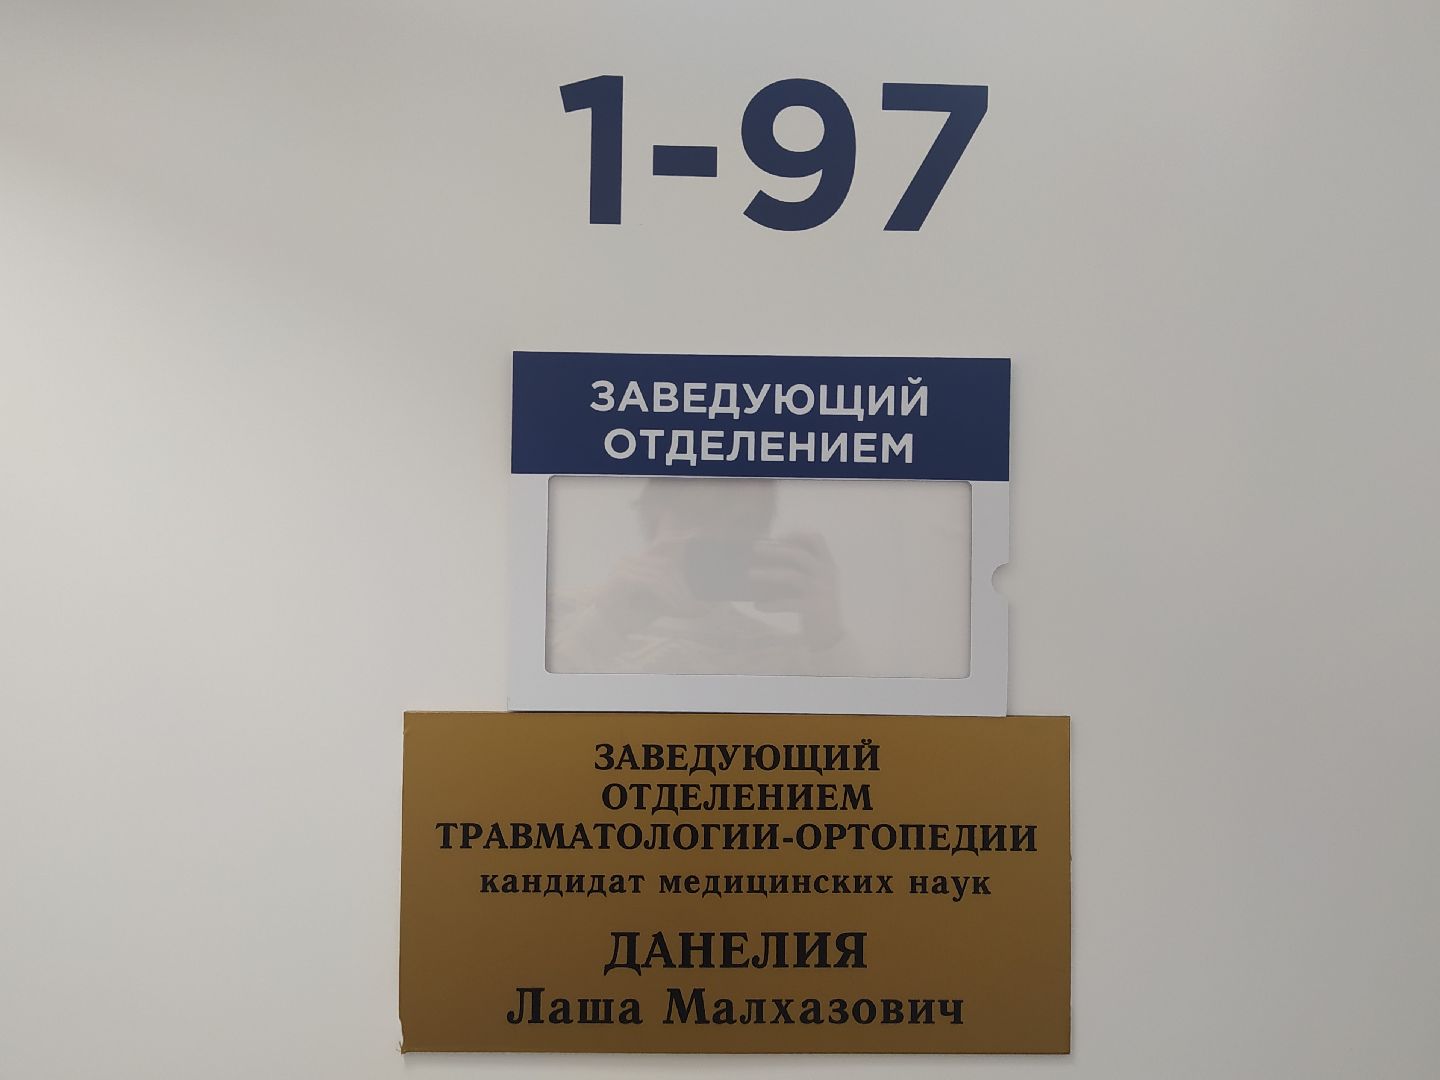 1-97
ЗАВЕДУЮЩИЙ
ОТДЕЛЕНИЕМ
ЗАВЕДУЮЩИЙ
ОТДЕЛЕНИЕМ
ТРАВМАТОЛОГИИ-ОРТОПЕДИИ
кандидат медицинских наук
ДАНЕЛИЯ
Лаша Малхазович